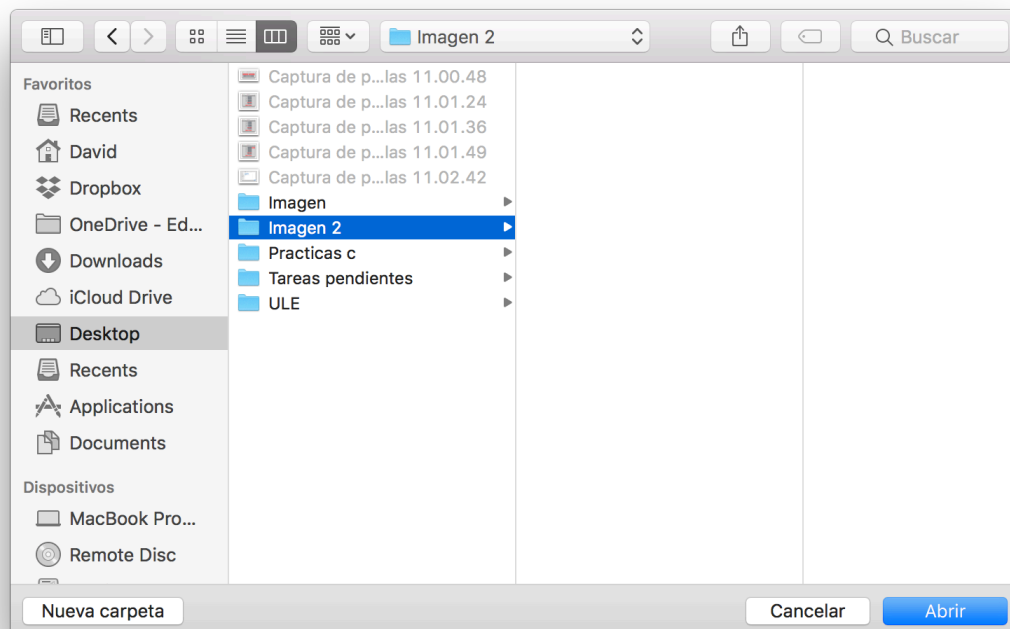 Imagen 2
Buscar
Favoritos
Recents
David
Dropbox
OneDrive - Ed...
Downloads
iCloud Drive
Desktop
Recents
Applications
Documents
Dispositivos
MacBook Pro...
Remote Disc
Captura de p...las 11.00.48
Captura de p...las 11.01.24
Captura de p...las 11.01.36
Captura de p...las 11.01.49
Captura de p...las 11.02.42
Imagen
Imagen 2
Practicas c
Tareas pendientes
ULE
Nueva carpeta
Cancelar
Abrir